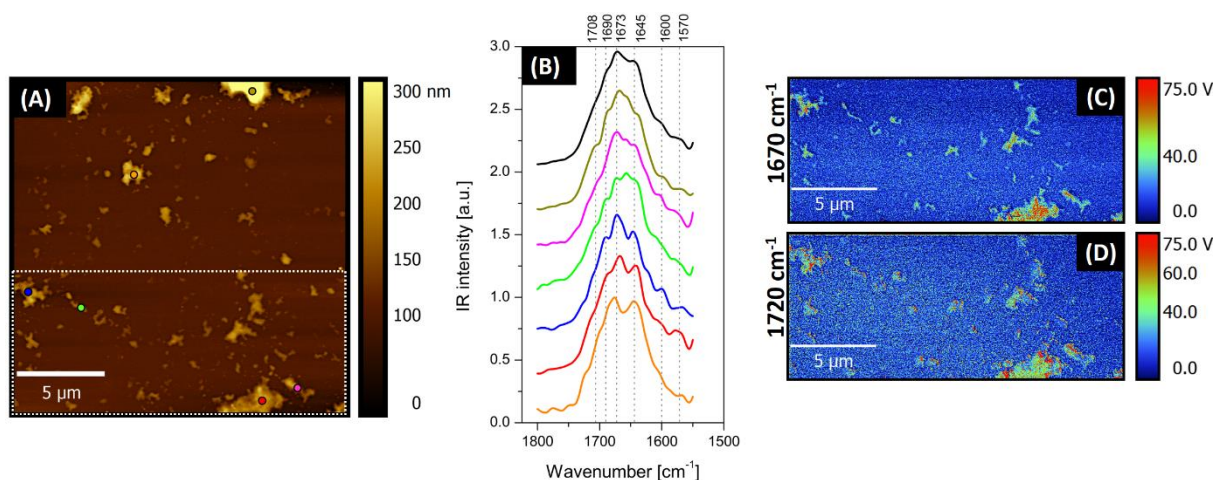 (A)
300 nm
250
200
150
100
0
5 µm
1708
1690
1673
1645
1600
1570
(B)
3.0
2.5
2.0
1.5
1.0
0.5
0.0
IR intensity [a.u.]
1800
1700
1600
1500
Wavenumber [cm⁻¹]
1670 cm⁻¹
(C)
5 µm
75.0 V
40.0
0.0
1720 cm⁻¹
(D)
5 µm
75.0 V
60.0
40.0
0.0